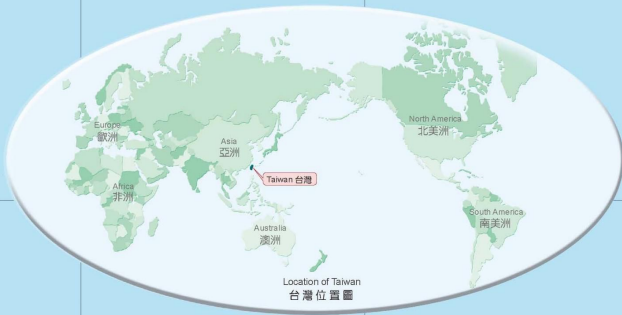 North America
北美洲
Europe
歐洲
Asia
亞洲
Taiwan 台灣
Africa
非洲
South America
南美洲
Australia
澳洲
Location of Taiwan
台灣位置圖